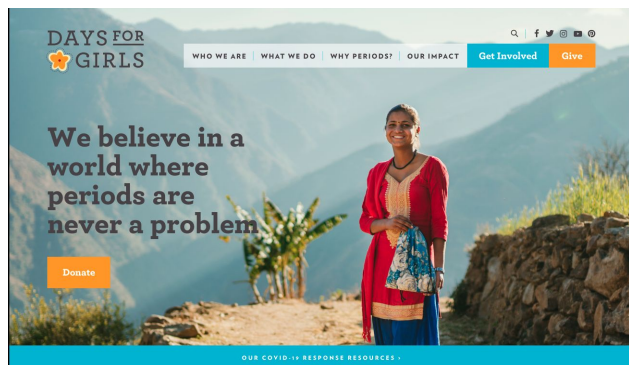 DAYS FOR
GIRLS
WHO WE ARE
WHAT WE DO
WHY PERIODS?
OUR IMPACT
Get Involved
Give
We believe in a
world where
periods are
never a problem
Donate
OUR COVID-19 RESPONSE RESOURCES ›